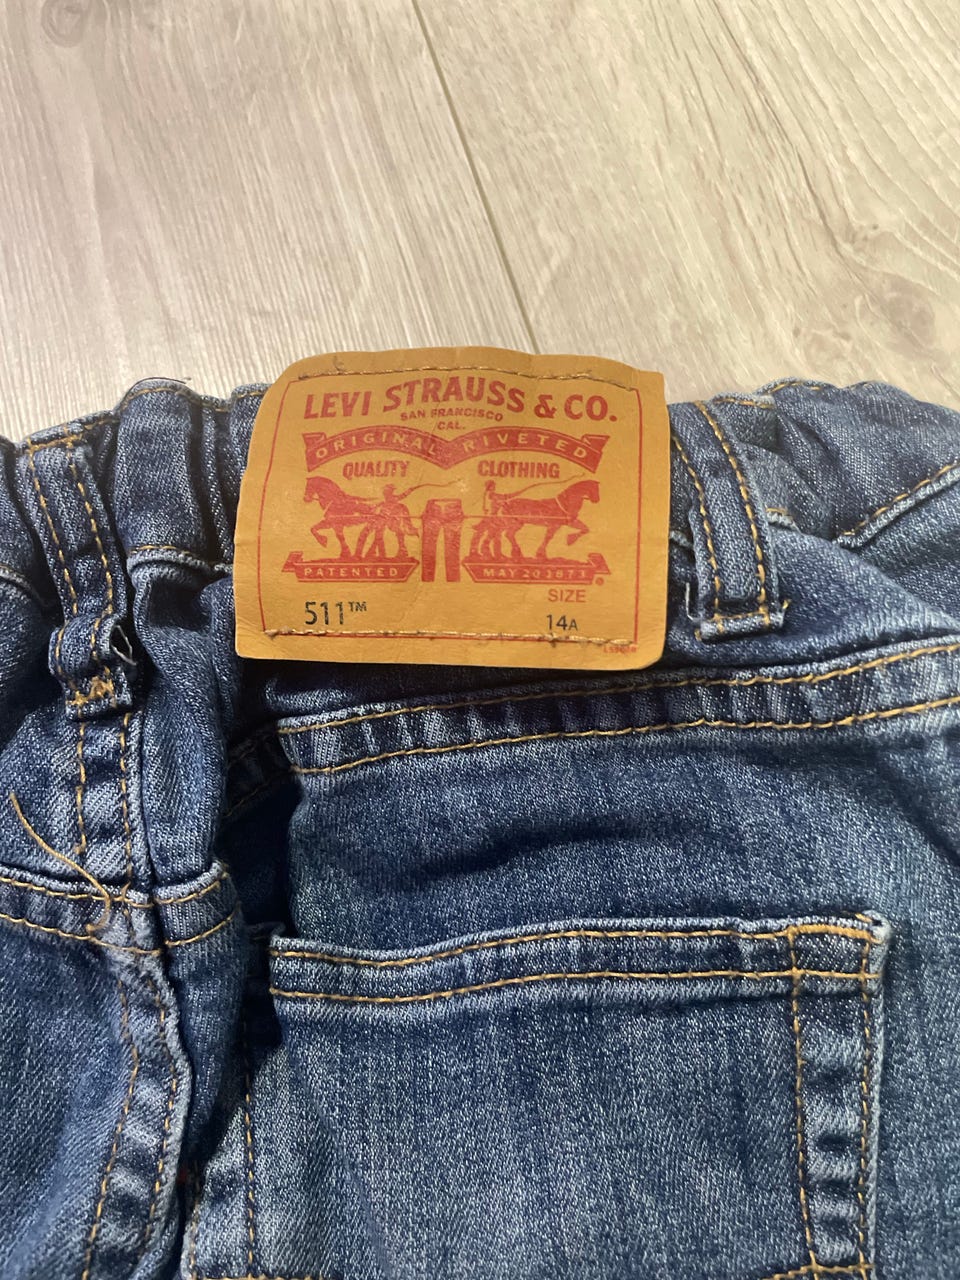 LEVI STRAUSS & CO.
SAN FRANCISCO
CAL.
ORIGINAL RIVETED
QUALITY CLOTHING
PATENTED MAY 20 1873
SIZE
511™ 14A